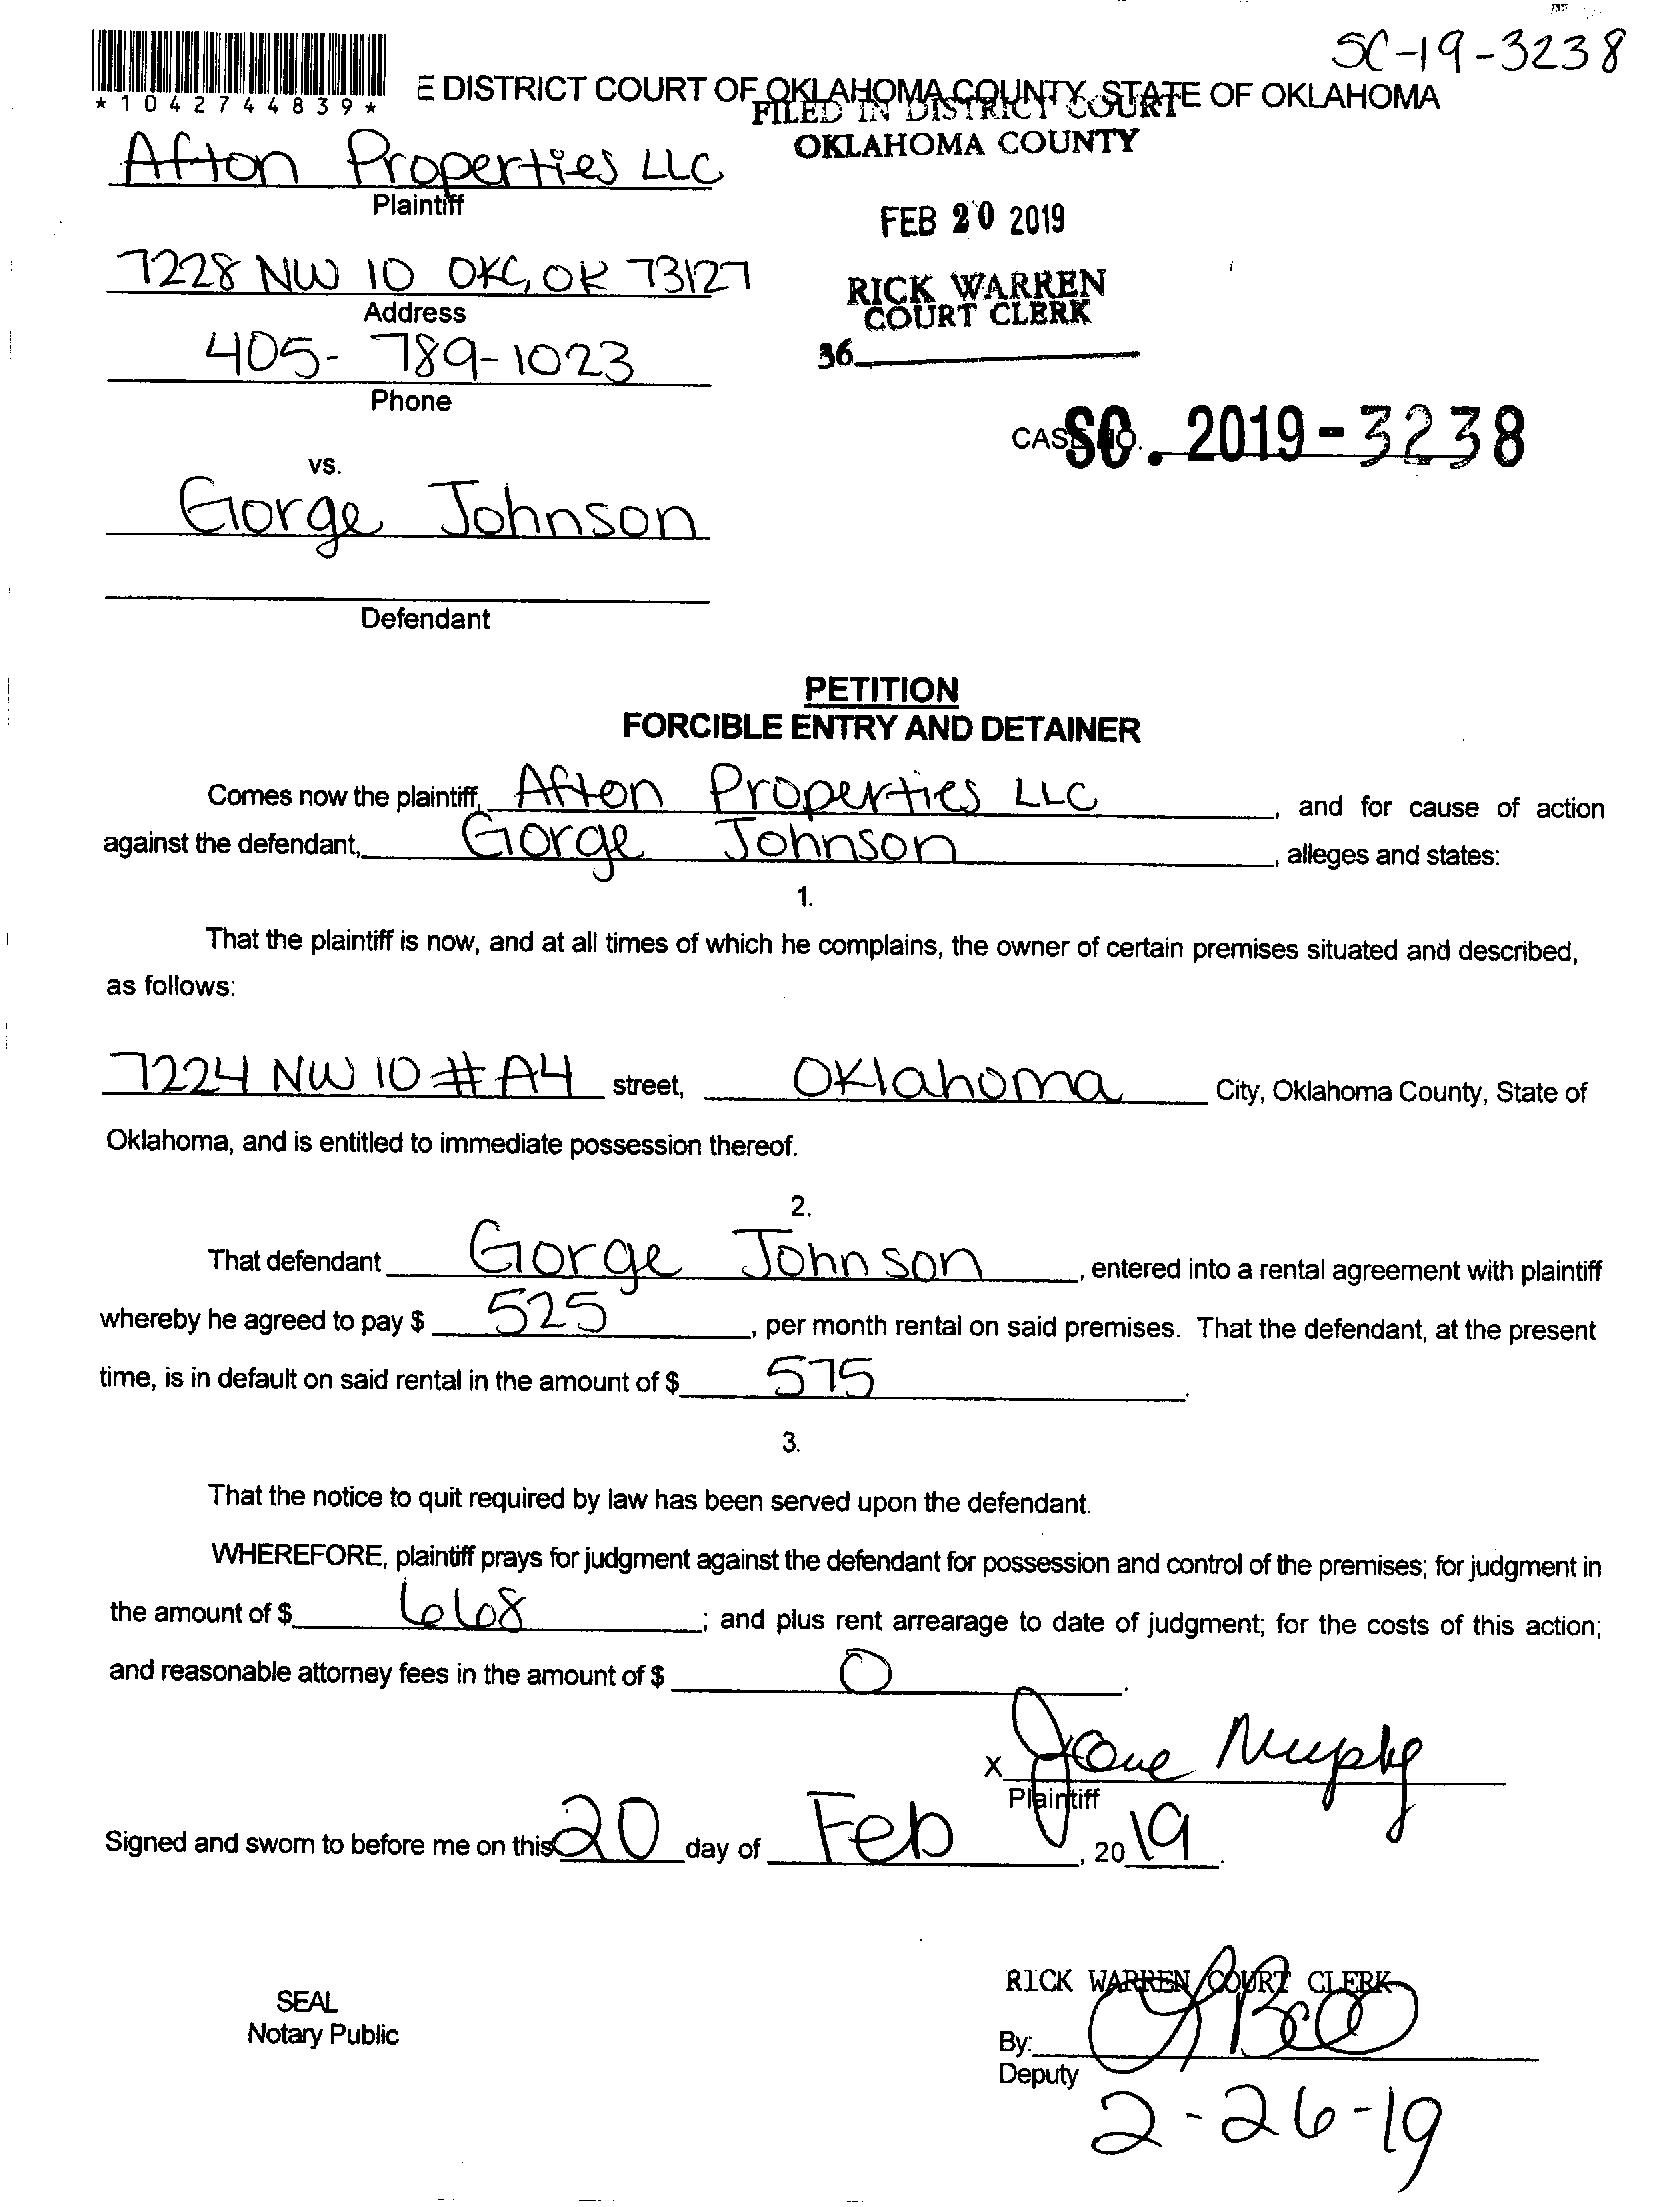 SC-19-3238
*1042744839*
E DISTRICT COURT OF OKLAHOMA COUNTY, STATE OF OKLAHOMA
FILED IN DISTRICT COURT
OKLAHOMA COUNTY
Afton Properties LLC
Plaintiff
FEB 20 2019
7228 NW 10 OKC, OK 73127
Address
RICK WARREN
COURT CLERK
405-789-1023
36
Phone
CASE NO. SC. 2019-3238
vs.
Gorge Johnson
Defendant
PETITION
FORCIBLE ENTRY AND DETAINER
Comes now the plaintiff, Afton Properties LLC, and for cause of action
against the defendant, Gorge Johnson, alleges and states:
1.
That the plaintiff is now, and at all times of which he complains, the owner of certain premises situated and described,
as follows:
7224 NW 10 #A4 street, Oklahoma City, Oklahoma County, State of
Oklahoma, and is entitled to immediate possession thereof.
2.
That defendant Gorge Johnson, entered into a rental agreement with plaintiff
whereby he agreed to pay $ 525, per month rental on said premises. That the defendant, at the present
time, is in default on said rental in the amount of $ 575.
3.
That the notice to quit required by law has been served upon the defendant.
WHEREFORE, plaintiff prays for judgment against the defendant for possession and control of the premises; for judgment in
the amount of $ 668; and plus rent arrearage to date of judgment; for the costs of this action;
and reasonable attorney fees in the amount of $ 0.
x Jane Murphy
Plaintiff
Signed and sworn to before me on this 20 day of Feb, 2019.
RICK WARREN COURT CLERK
SEAL
Notary Public
By:
Deputy
2-26-19